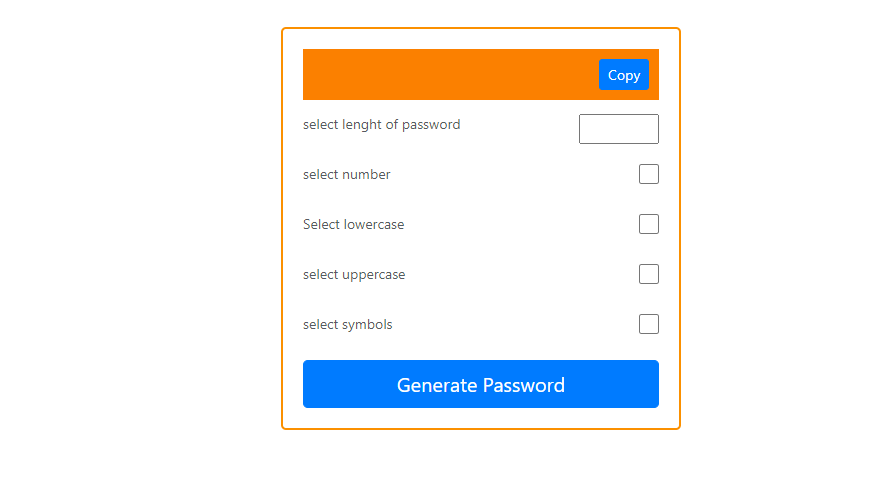 Copy
select lenght of password
select number
Select lowercase
select uppercase
select symbols
Generate Password